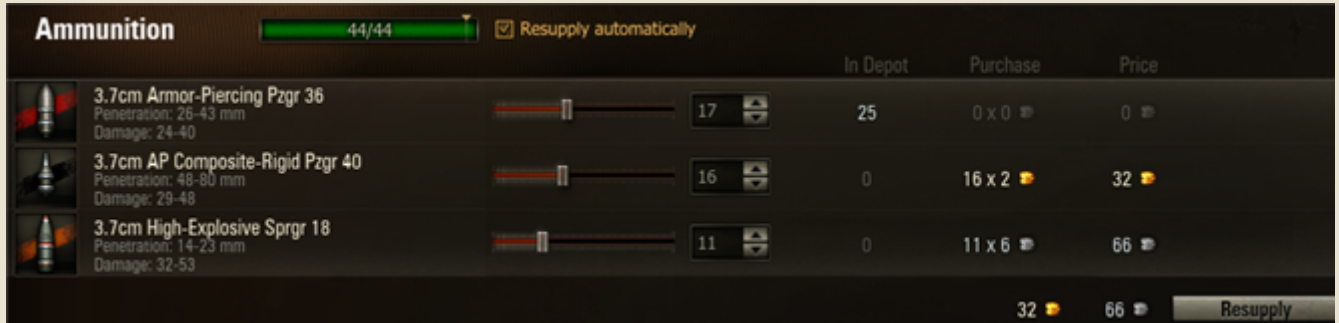 Ammunition 44/44 Resupply automatically
In Depot Purchase Price
3.7cm Armor-Piercing Pzgr 36
Penetration: 26-43 mm
Damage: 24-40
17 25 0 x 0 0
3.7cm AP Composite-Rigid Pzgr 40
Penetration: 48-80 mm
Damage: 29-48
16 0 16 x 2 32
3.7cm High-Explosive Sprgr 18
Penetration: 14-23 mm
Damage: 32-53
11 0 11 x 6 66
32 66 Resupply